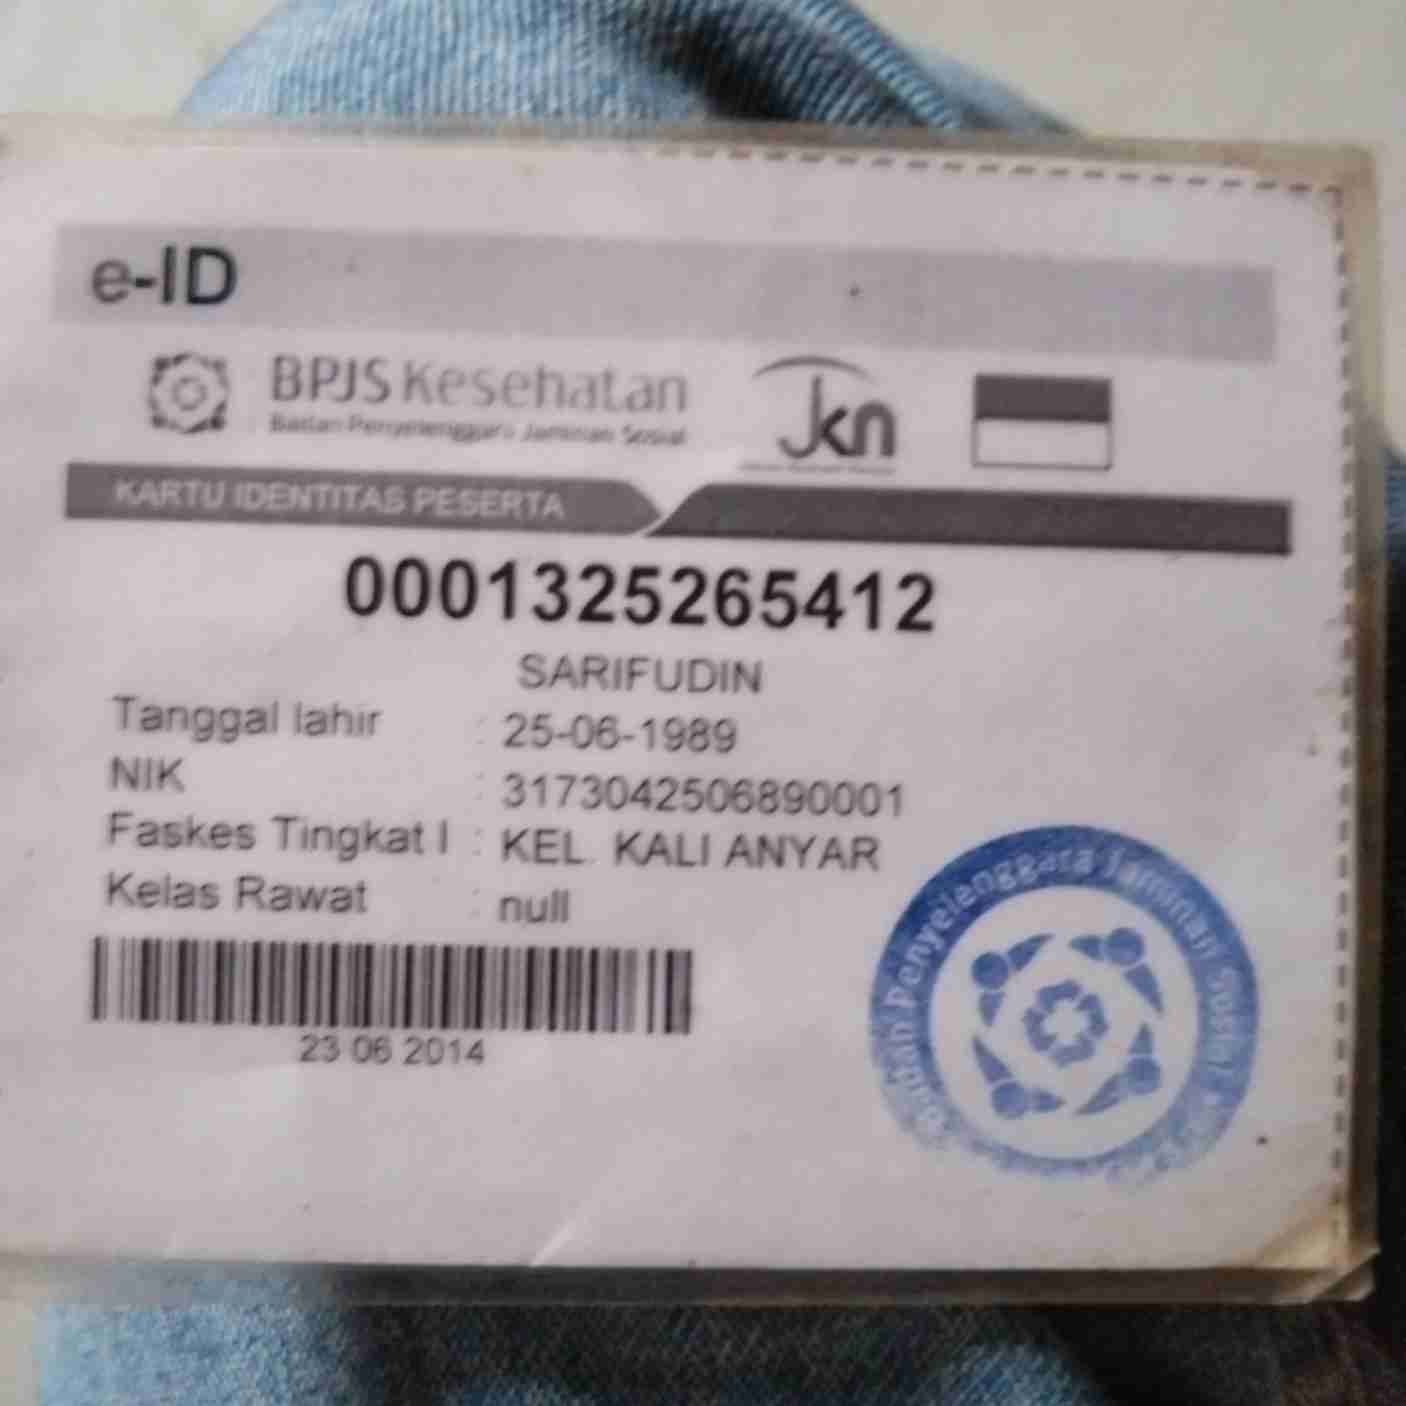 e-ID
BPJS Kesehatan
Badan Penyelenggara Jaminan Sosial
jkn
KARTU IDENTITAS PESERTA
0001325265412
SARIFUDIN
Tanggal lahir : 25-06-1989
NIK : 3173042506890001
Faskes Tingkat I : KEL. KALI ANYAR
Kelas Rawat : null
23 06 2014
Badan Penyelenggara Jaminan Sosial